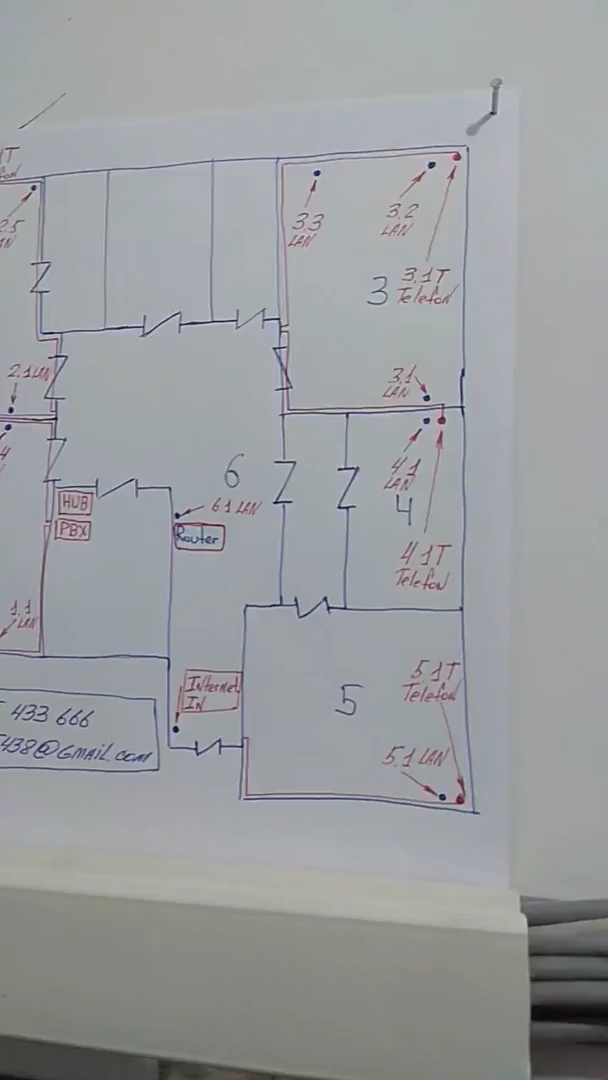 2.5
3.3
LAN
3.2
LAN
3
3.1T
Telefon
2.1 LAN
3.1
LAN
6
HUB
PBX
6.1 LAN
Router
4.1
LAN
4
4.1T
Telefon
1.1
LAN
Internet
IN
5
5.1T
Telefon
5.1 LAN
433 666
438@GMAIL.COM